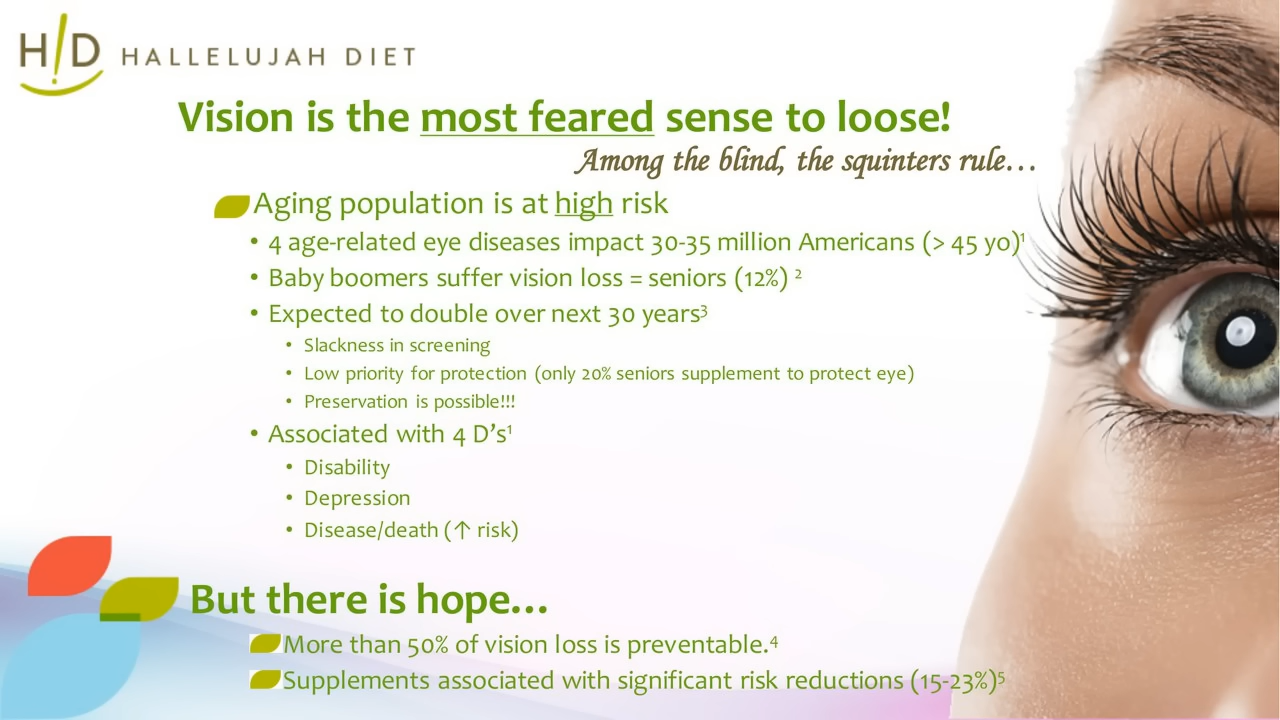 H!D HALLELUJAH DIET
Vision is the most feared sense to loose!
Among the blind, the squinters rule…
Aging population is at high risk
• 4 age-related eye diseases impact 30-35 million Americans (> 45 yo)¹
• Baby boomers suffer vision loss = seniors (12%) ²
• Expected to double over next 30 years³
• Slackness in screening
• Low priority for protection (only 20% seniors supplement to protect eye)
• Preservation is possible!!!
• Associated with 4 D’s¹
• Disability
• Depression
• Disease/death (↑ risk)
But there is hope…
More than 50% of vision loss is preventable.⁴
Supplements associated with significant risk reductions (15-23%)⁵